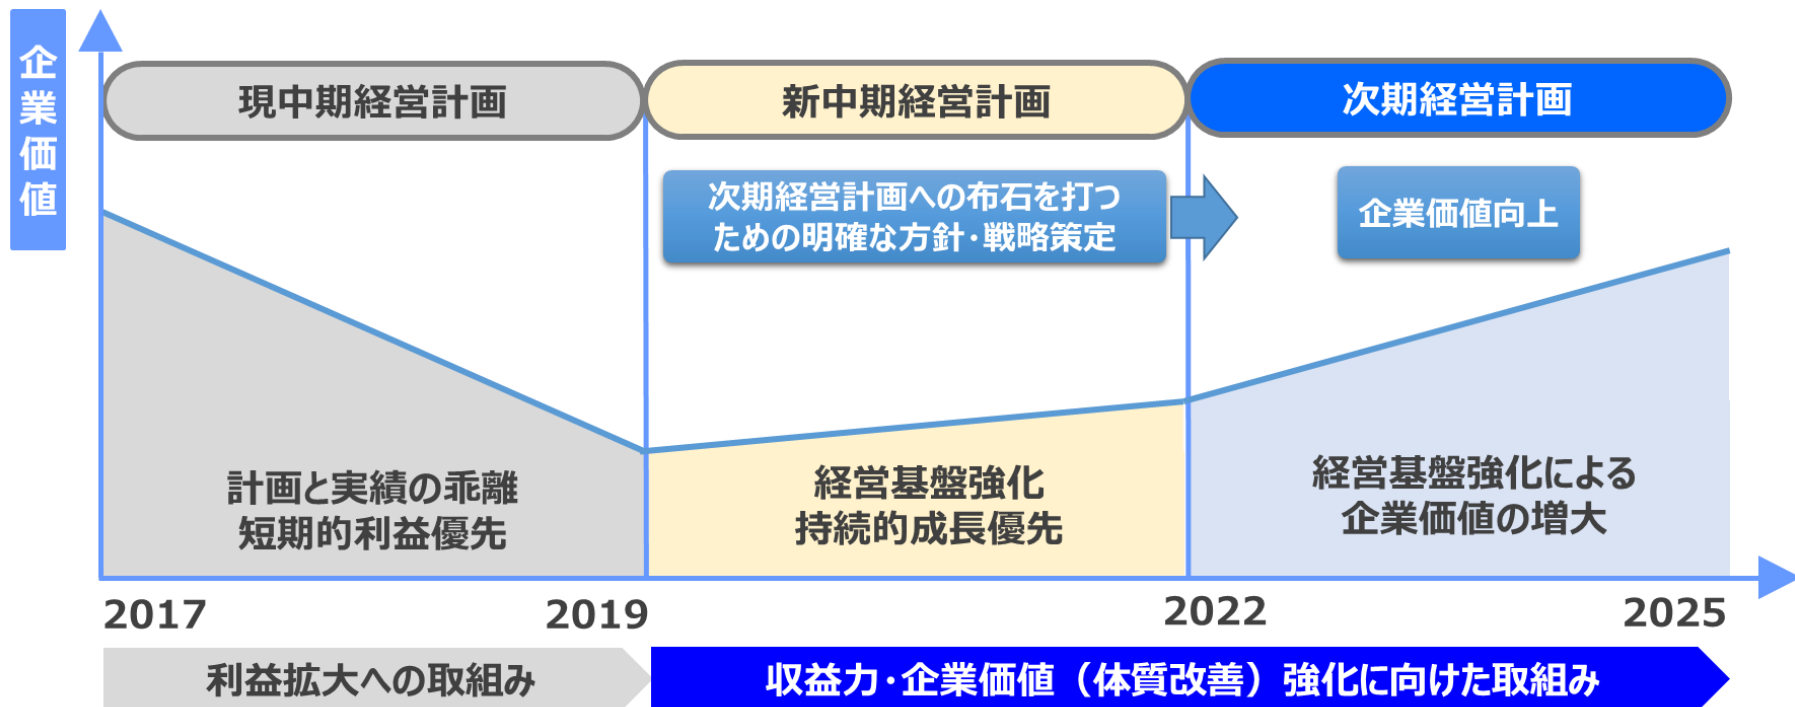 企業価値
現中期経営計画
新中期経営計画
次期経営計画
次期経営計画への布石を打つ
ための明確な方針・戦略策定
企業価値向上
計画と実績の乖離
短期的利益優先
経営基盤強化
持続的成長優先
経営基盤強化による
企業価値の増大
2017
2019
2022
2025
利益拡大への取組み
収益力・企業価値（体質改善）強化に向けた取組み